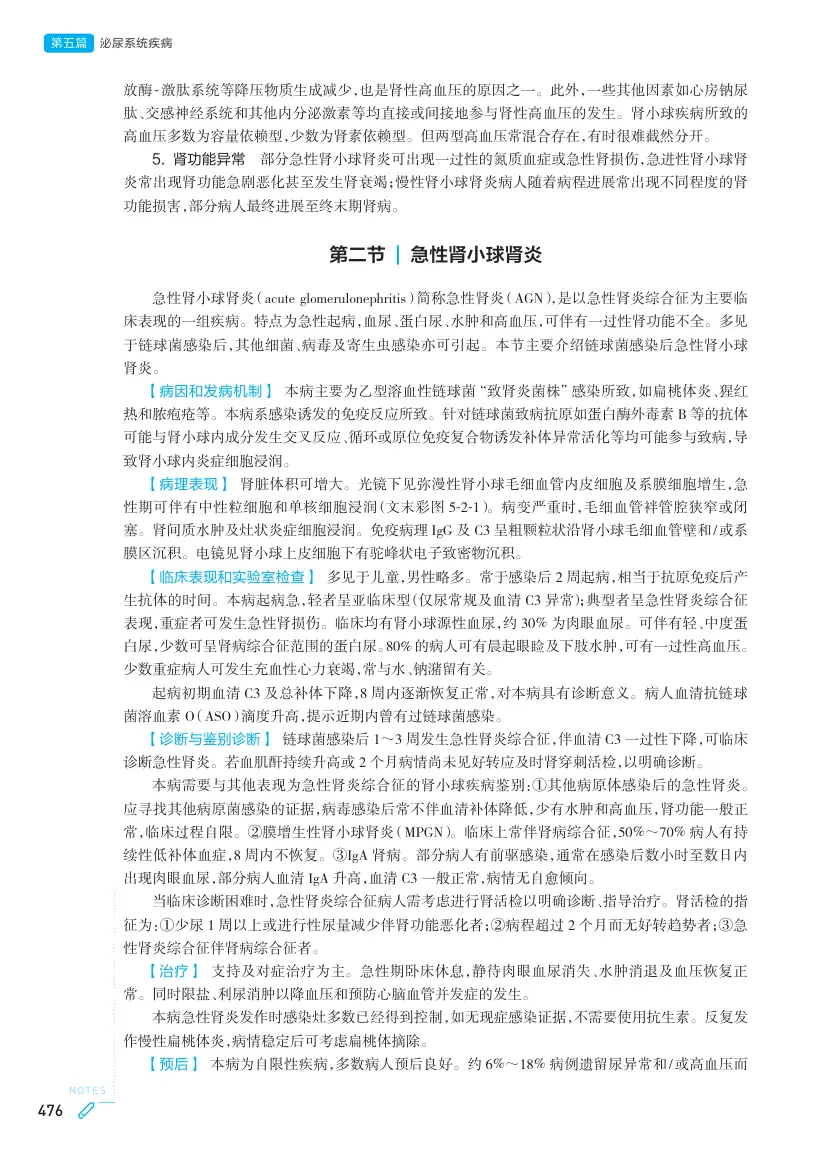 第五篇 泌尿系统疾病
放酶-激肽系统等降压物质生成减少,也是肾性高血压的原因之一。此外,一些其他因素如心房钠尿
肽、交感神经系统和其他内分泌激素等均直接或间接地参与肾性高血压的发生。肾小球疾病所致的
高血压多数为容量依赖型,少数为肾素依赖型。但两型高血压常混合存在,有时很难截然分开。
5. 肾功能异常 部分急性肾小球肾炎可出现一过性的氮质血症或急性肾损伤,急进性肾小球肾
炎常出现肾功能急剧恶化甚至发生肾衰竭;慢性肾小球肾炎病人随着病程进展常出现不同程度的肾
功能损害,部分病人最终进展至终末期肾病。
第二节 | 急性肾小球肾炎
急性肾小球肾炎(acute glomerulonephritis)简称急性肾炎(AGN),是以急性肾炎综合征为主要临
床表现的一组疾病。特点为急性起病,血尿、蛋白尿、水肿和高血压,可伴有一过性肾功能不全。多见
于链球菌感染后,其他细菌、病毒及寄生虫感染亦可引起。本节主要介绍链球菌感染后急性肾小球
肾炎。
【病因和发病机制】 本病主要为乙型溶血性链球菌“致肾炎菌株”感染所致,如扁桃体炎、猩红
热和脓疱疮等。本病系感染诱发的免疫反应所致。针对链球菌致病抗原如蛋白酶外毒素 B 等的抗体
可能与肾小球内成分发生交叉反应、循环或原位免疫复合物诱发补体异常活化等均可能参与致病,导
致肾小球内炎症细胞浸润。
【病理表现】 肾脏体积可增大。光镜下见弥漫性肾小球毛细血管内皮细胞及系膜细胞增生,急
性期可伴有中性粒细胞和单核细胞浸润(文末彩图 5-2-1)。病变严重时,毛细血管袢管腔狭窄或闭
塞。肾间质水肿及灶状炎症细胞浸润。免疫病理 IgG 及 C3 呈粗颗粒状沿肾小球毛细血管壁和/或系
膜区沉积。电镜见肾小球上皮细胞下有驼峰状电子致密物沉积。
【临床表现和实验室检查】 多见于儿童,男性略多。常于感染后 2 周起病,相当于抗原免疫后产
生抗体的时间。本病起病急,轻者呈亚临床型(仅尿常规及血清 C3 异常);典型者呈急性肾炎综合征
表现,重症者可发生急性肾损伤。临床均有肾小球源性血尿,约 30% 为肉眼血尿。可伴有轻、中度蛋
白尿,少数可呈肾病综合征范围的蛋白尿。80% 的病人可有晨起眼睑及下肢水肿,可有一过性高血压。
少数重症病人可发生充血性心力衰竭,常与水、钠潴留有关。
起病初期血清 C3 及总补体下降,8 周内逐渐恢复正常,对本病具有诊断意义。病人血清抗链球
菌溶血素 O(ASO)滴度升高,提示近期内曾有过链球菌感染。
【诊断与鉴别诊断】 链球菌感染后 1～3 周发生急性肾炎综合征,伴血清 C3 一过性下降,可临床
诊断急性肾炎。若血肌酐持续升高或 2 个月病情尚未见好转应及时肾穿刺活检,以明确诊断。
本病需要与其他表现为急性肾炎综合征的肾小球疾病鉴别:①其他病原体感染后的急性肾炎。
应寻找其他病原菌感染的证据,病毒感染后常不伴血清补体降低,少有水肿和高血压,肾功能一般正
常,临床过程自限。②膜增生性肾小球肾炎(MPGN)。临床上常伴肾病综合征,50%～70% 病人有持
续性低补体血症,8 周内不恢复。③IgA 肾病。部分病人有前驱感染,通常在感染后数小时至数日内
出现肉眼血尿,部分病人血清 IgA 升高,血清 C3 一般正常,病情无自愈倾向。
当临床诊断困难时,急性肾炎综合征病人需考虑进行肾活检以明确诊断、指导治疗。肾活检的指
征为:①少尿 1 周以上或进行性尿量减少伴肾功能恶化者;②病程超过 2 个月而无好转趋势者;③急
性肾炎综合征伴肾病综合征者。
【治疗】 支持及对症治疗为主。急性期卧床休息,静待肉眼血尿消失、水肿消退及血压恢复正
常。同时限盐、利尿消肿以降血压和预防心脑血管并发症的发生。
本病急性肾炎发作时感染灶多数已经得到控制,如无现症感染证据,不需要使用抗生素。反复发
作慢性扁桃体炎,病情稳定后可考虑扁桃体摘除。
【预后】 本病为自限性疾病,多数病人预后良好。约 6%～18% 病例遗留尿异常和/或高血压而
NOTES
476